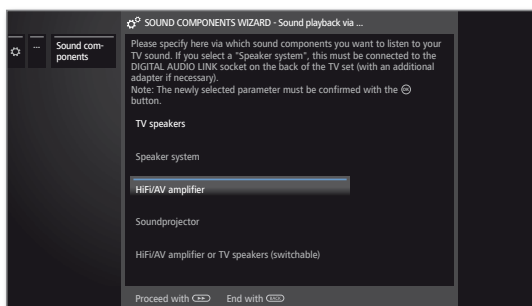 SOUND COMPONENTS WIZARD - Sound playback via ...
...
Sound com-
ponents
Please specify here via which sound components you want to listen to your
TV sound. If you select a "Speaker system", this must be connected to the
DIGITAL AUDIO LINK socket on the back of the TV set (with an additional
adapter if necessary).
Note: The newly selected parameter must be confirmed with the OK
button.
TV speakers
Speaker system
HiFi/AV amplifier
Soundprojector
HiFi/AV amplifier or TV speakers (switchable)
Proceed with End with BACK